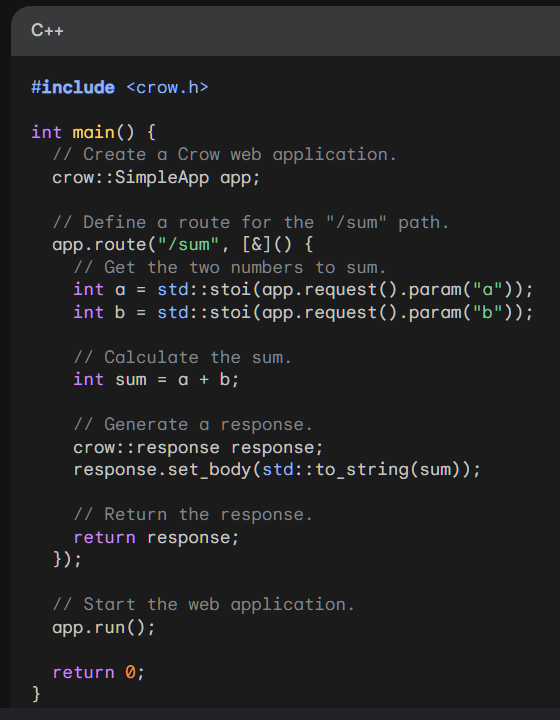 C++
#include <crow.h>
int main() {
// Create a Crow web application.
crow::SimpleApp app;
// Define a route for the "/sum" path.
app.route("/sum", [&]() {
// Get the two numbers to sum.
int a = std::stoi(app.request().param("a"));
int b = std::stoi(app.request().param("b"));
// Calculate the sum.
int sum = a + b;
// Generate a response.
crow::response response;
response.set_body(std::to_string(sum));
// Return the response.
return response;
});
// Start the web application.
app.run();
return 0;
}